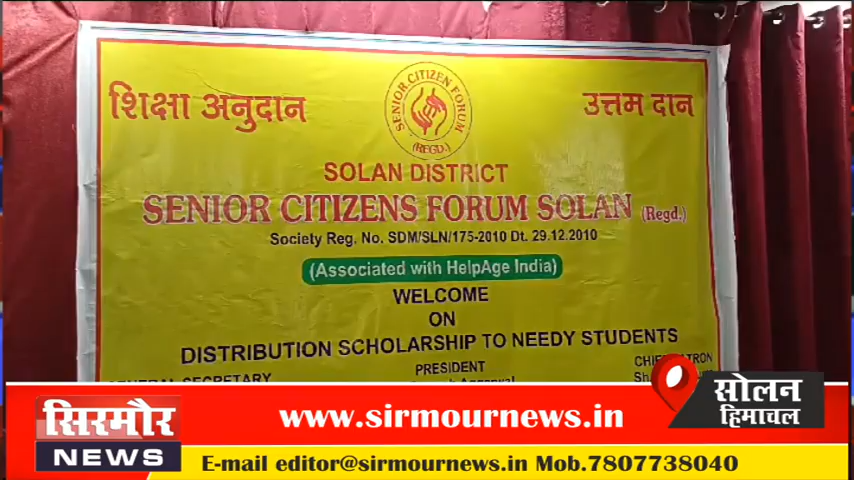 शिक्षा अनुदान
SENIOR CITIZEN FORUM
(REGD.)
उत्तम दान
SOLAN DISTRICT
SENIOR CITIZENS FORUM SOLAN (Regd.)
Society Reg. No. SDM/SLN/175-2010 Dt. 29.12.2010
(Associated with HelpAge India)
WELCOME
ON
DISTRIBUTION SCHOLARSHIP TO NEEDY STUDENTS
GENERAL SECRETARY
PRESIDENT
सोलन
हिमाचल
सिरमौर
NEWS
www.sirmournews.in
E-mail editor@sirmournews.in Mob.7807738040